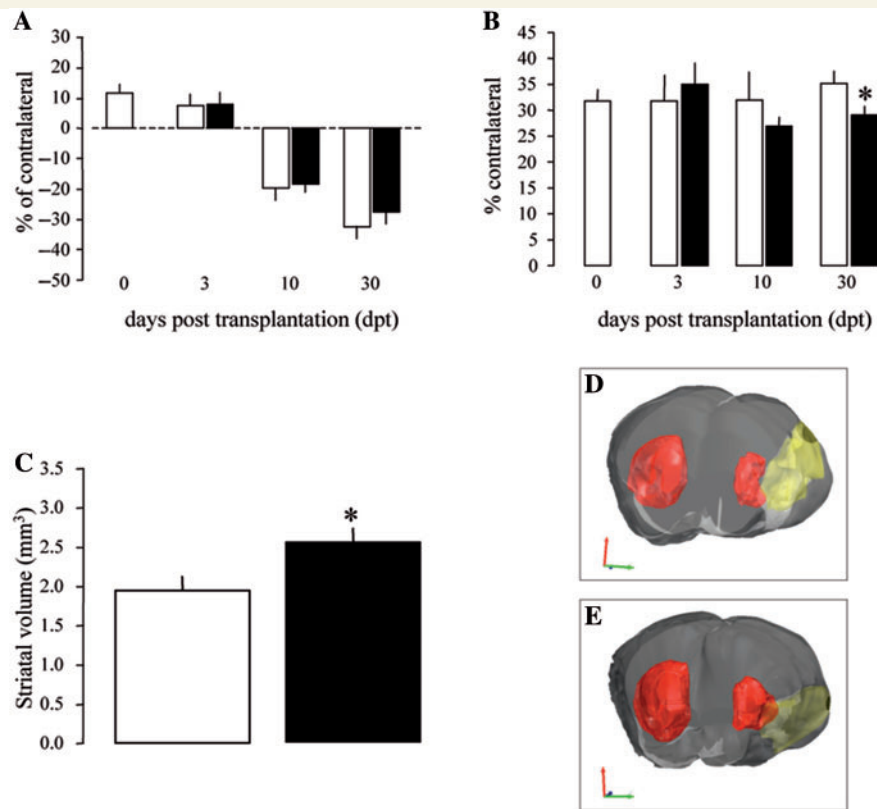 A
% of contralateral
20
10
0
–10
–20
–30
–40
–50
0 3 10 30
days post transplantation (dpt)
B
% contralateral
45
40
35
30
25
20
15
10
5
0
*
0 3 10 30
days post transplantation (dpt)
C
Striatal volume (mm³)
3.5
3.0
2.5
2.0
1.5
1.0
0.5
0.0
*
D
E